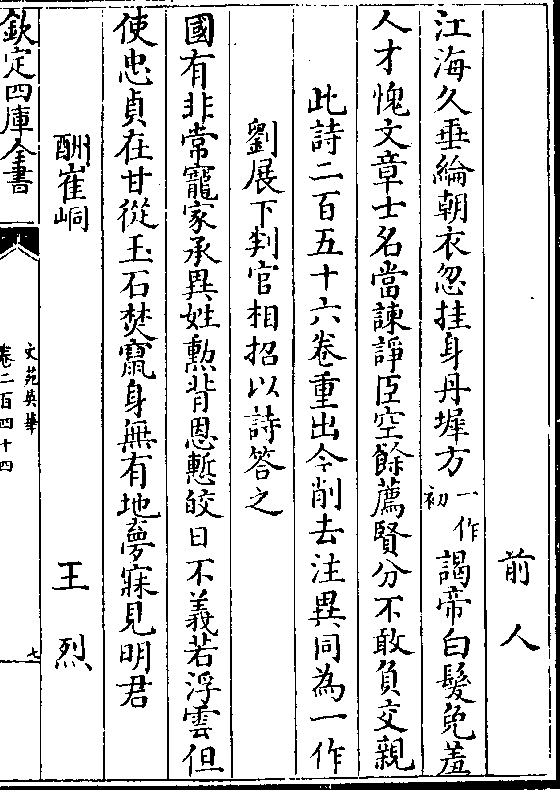 前人
江海久垂綸朝衣忽挂身丹墀方一作初謁帝白髮免羞
人才愧文章士名當諫諍臣空餘薦賢分不敢負交親
此詩二百五十六卷重出今削去注異同為一作
劉展下判官相招以詩答之
國有非常寵家承異姓勲背恩慙皎日不義若浮雲但
使忠貞在甘從玉石焚竄身無有地夢寐見明君
酬崔峒 王烈
欽定四庫全書
文苑英華
卷二百四十四
七